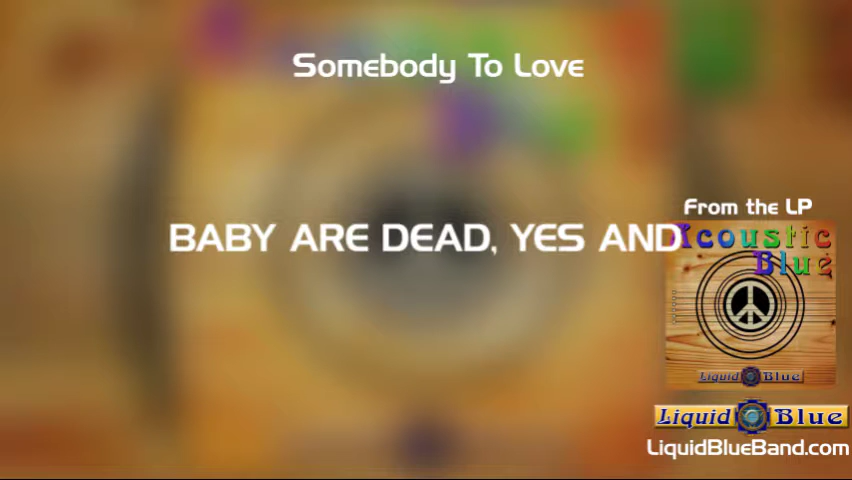 Somebody To Love
BABY ARE DEAD, YES AND
From the LP
Acoustic
Blue
Liquid Blue
Liquid Blue
LiquidBlueBand.com